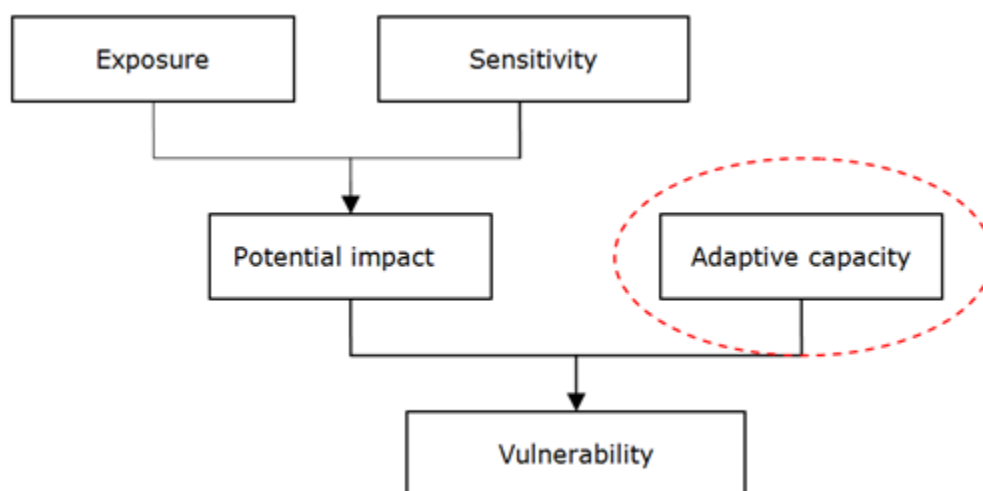 Exposure
Sensitivity
Potential impact
Adaptive capacity
Vulnerability